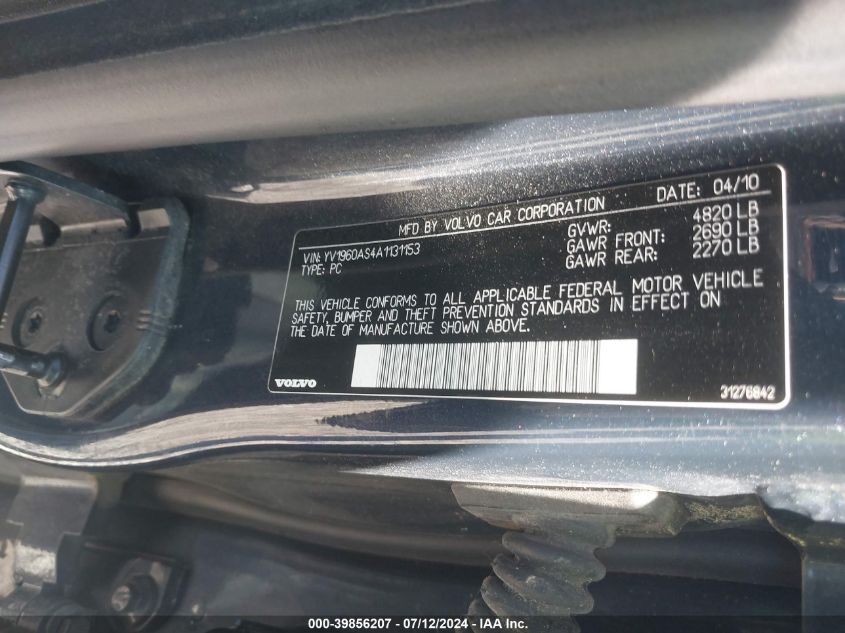 MFD BY VOLVO CAR CORPORATION DATE: 04/10
VIN: YV1960AS4A1131153
TYPE: PC
GVWR: 4820 LB
GAWR FRONT: 2690 LB
GAWR REAR: 2270 LB
THIS VEHICLE CONFORMS TO ALL APPLICABLE FEDERAL MOTOR VEHICLE
SAFETY, BUMPER AND THEFT PREVENTION STANDARDS IN EFFECT ON
THE DATE OF MANUFACTURE SHOWN ABOVE.
VOLVO
31276842
000-39856207 / 07/12/2024 - IAA Inc.